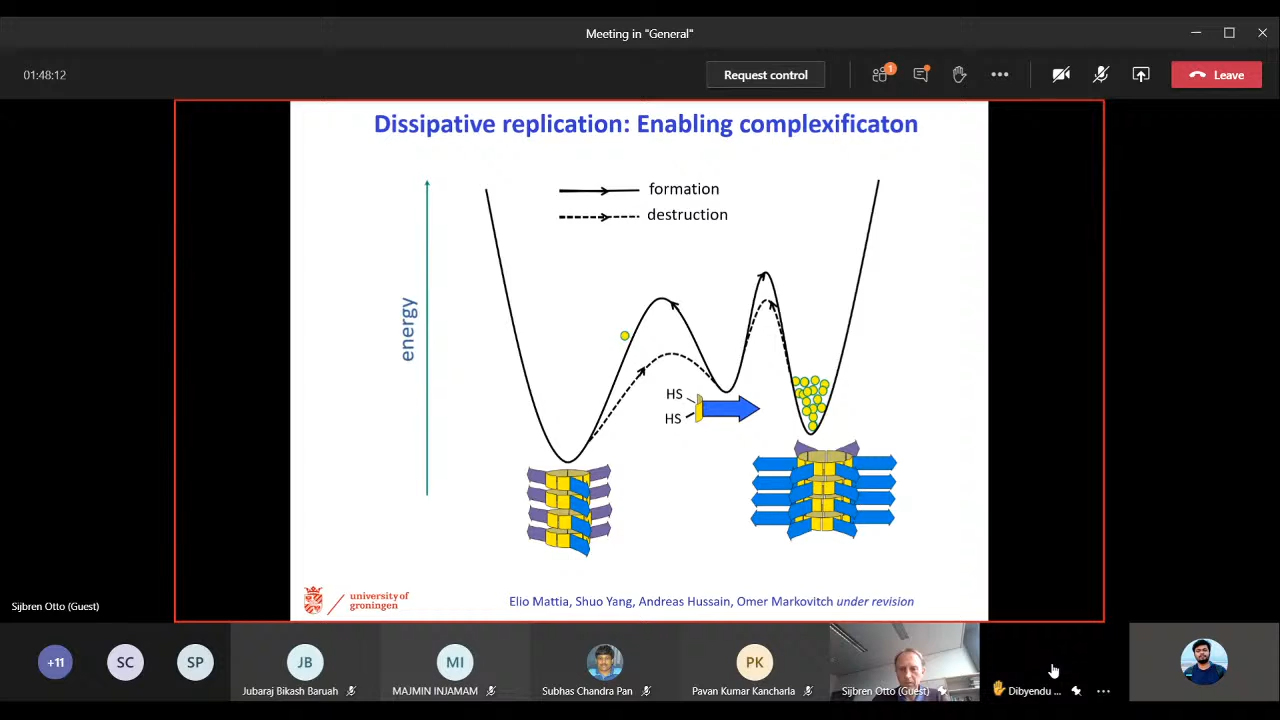 Meeting in "General"
01:48:12
Request control
1
Leave
Dissipative replication: Enabling complexificaton
formation
destruction
energy
HS
HS
university of
groningen
Elio Mattia, Shuo Yang, Andreas Hussain, Omer Markovitch under revision
Sijbren Otto (Guest)
+11
SC
SP
JB
MI
PK
Jubaraj Bikash Baruah
MAJMIN INJAMAM
Subhas Chandra Pan
Pavan Kumar Kancharla
Sijbren Otto (Guest)
Dibyendu ...